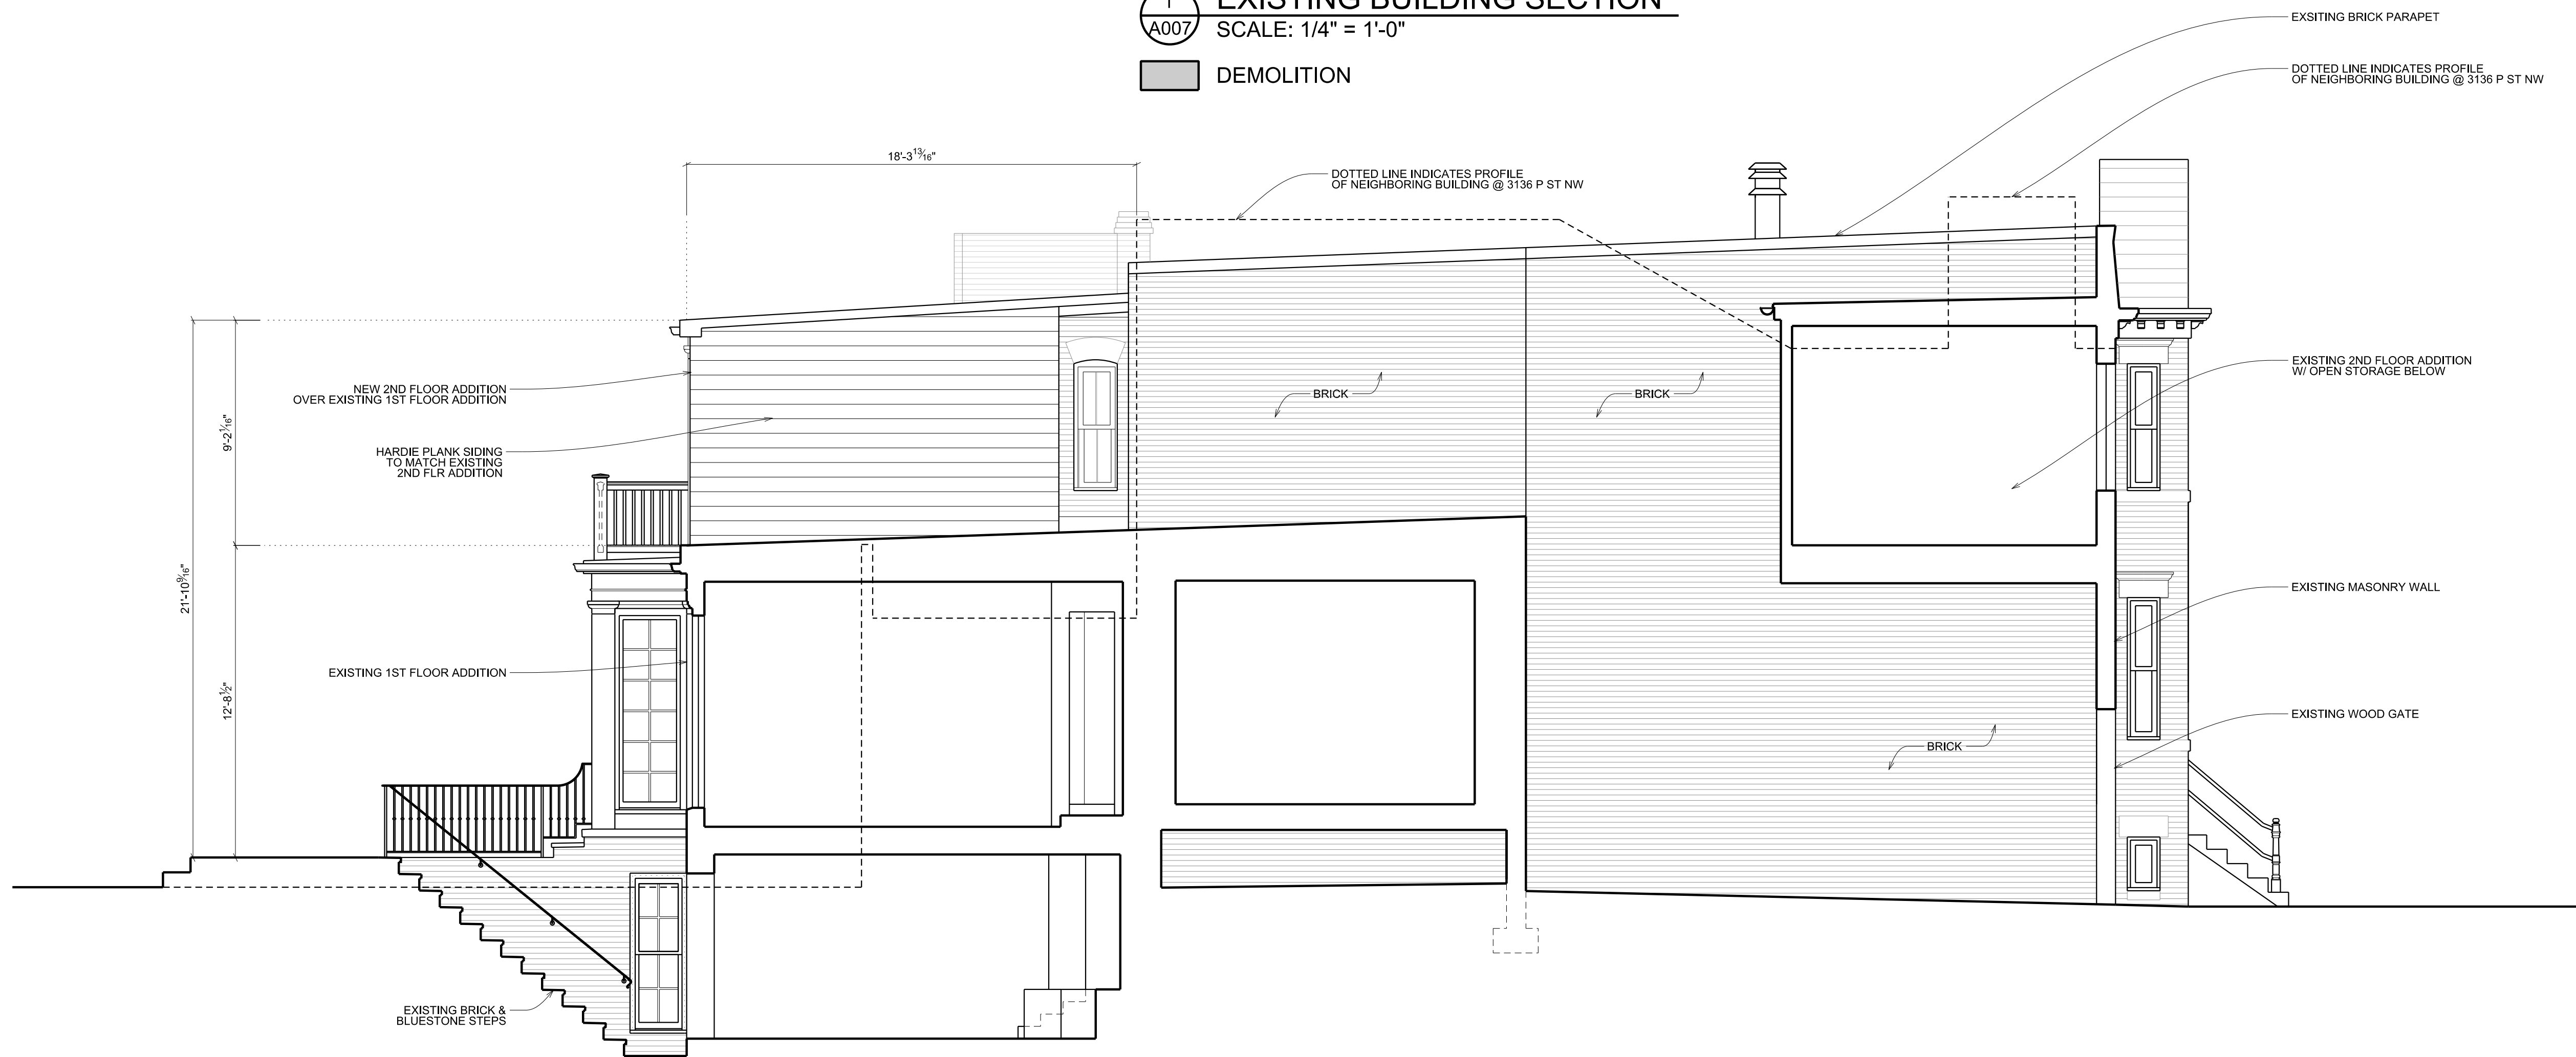 A007
EXISTING BUILDING SECTION
SCALE: 1/4" = 1'-0"
DEMOLITION
EXSITING BRICK PARAPET
DOTTED LINE INDICATES PROFILE
OF NEIGHBORING BUILDING @ 3136 P ST NW
18'-3 13/16"
DOTTED LINE INDICATES PROFILE
OF NEIGHBORING BUILDING @ 3136 P ST NW
NEW 2ND FLOOR ADDITION
OVER EXISTING 1ST FLOOR ADDITION
HARDIE PLANK SIDING
TO MATCH EXISTING
2ND FLR ADDITION
BRICK
BRICK
EXISTING 2ND FLOOR ADDITION
W/ OPEN STORAGE BELOW
9'-2 1/16"
21'-10 9/16"
12'-8 1/2"
EXISTING MASONRY WALL
EXISTING 1ST FLOOR ADDITION
EXISTING WOOD GATE
BRICK
EXISTING BRICK &
BLUESTONE STEPS